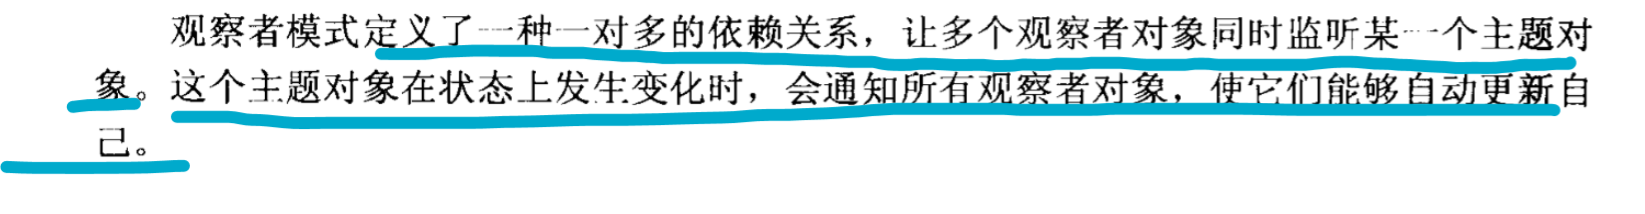 观察者模式定义了一种一对多的依赖关系，让多个观察者对象同时监听某一个主题对
象。这个主题对象在状态上发生变化时，会通知所有观察者对象，使它们能够自动更新自
己。